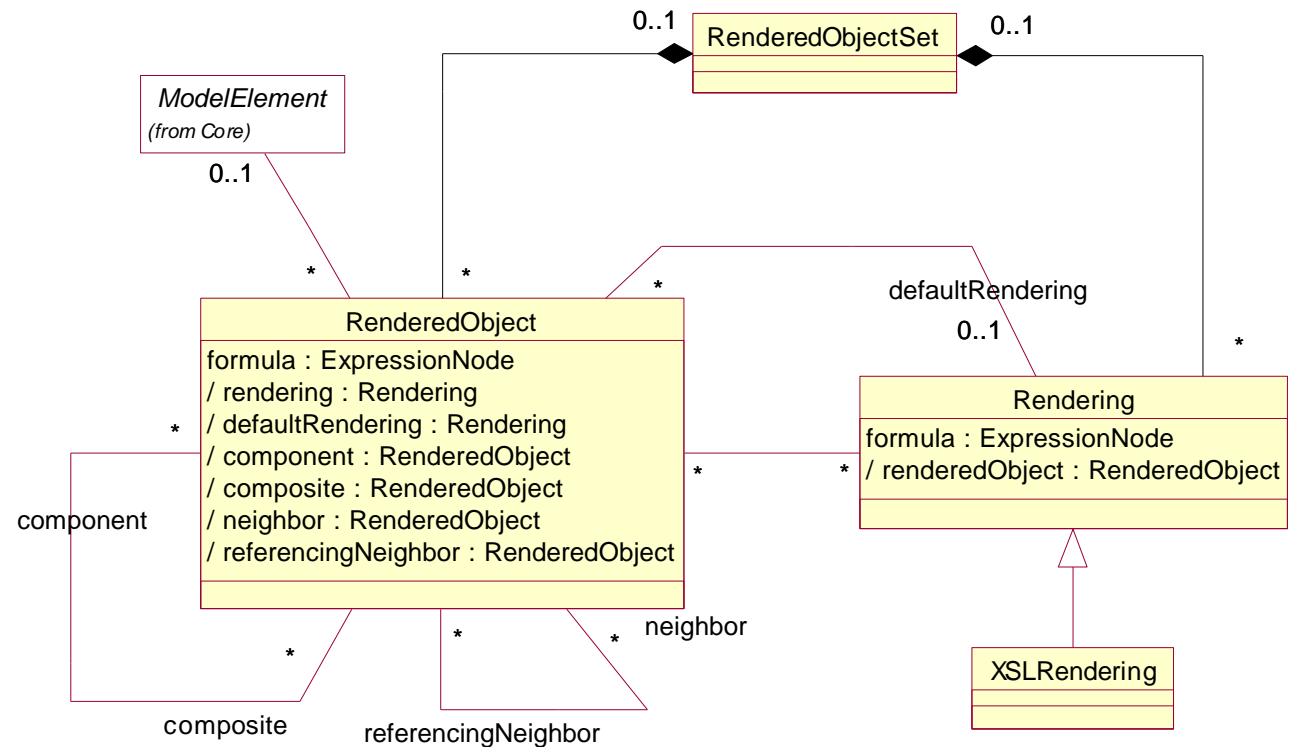 0..1
RenderedObjectSet
0..1
ModelElement
(from Core)
0..1
*
*
*
defaultRendering
0..1
*
RenderedObject
formula : ExpressionNode
/ rendering : Rendering
/ defaultRendering : Rendering
/ component : RenderedObject
/ composite : RenderedObject
/ neighbor : RenderedObject
/ referencingNeighbor : RenderedObject
Rendering
formula : ExpressionNode
/ renderedObject : RenderedObject
*
*
*
component
*
composite
*
referencingNeighbor
*
neighbor
XSLRendering